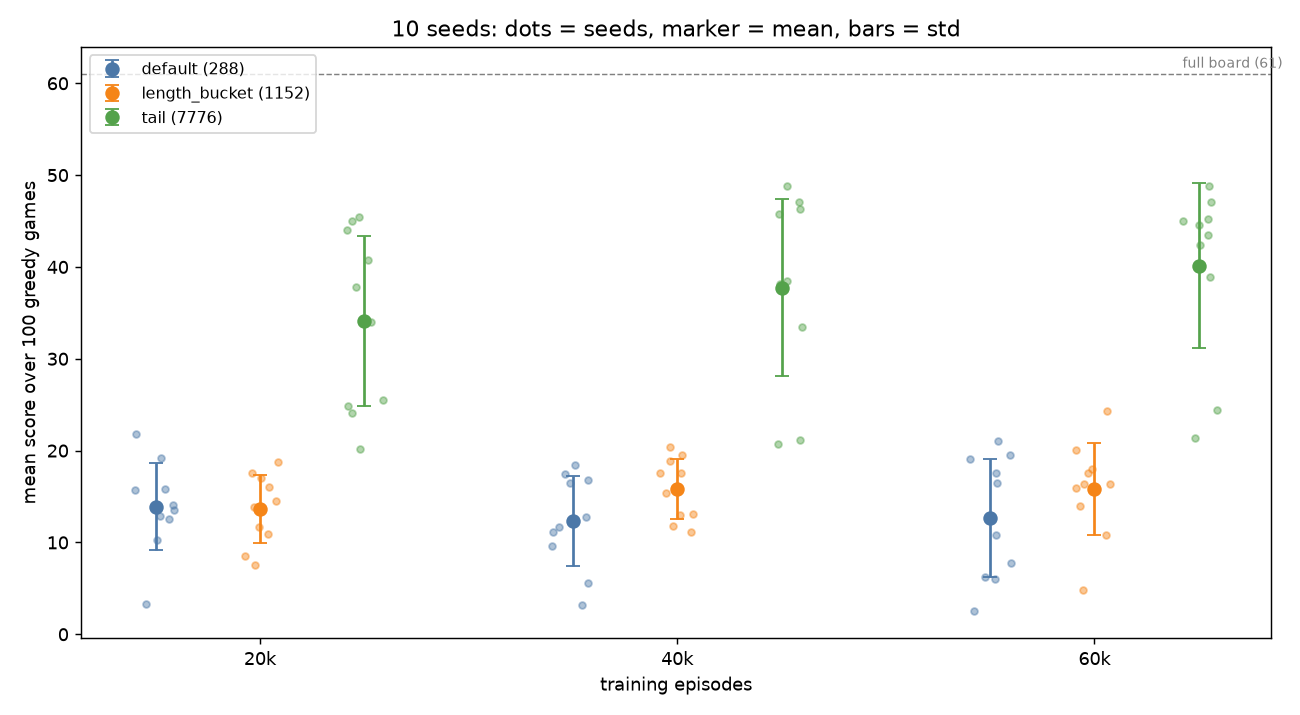 10 seeds: dots = seeds, marker = mean, bars = std
default (288)
length_bucket (1152)
tail (7776)
full board (61)
mean score over 100 greedy games
60
50
40
30
20
10
0
20k
40k
60k
training episodes